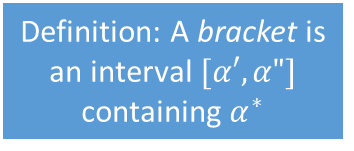 Definition: A bracket is
an interval [α′, α"]
containing α*